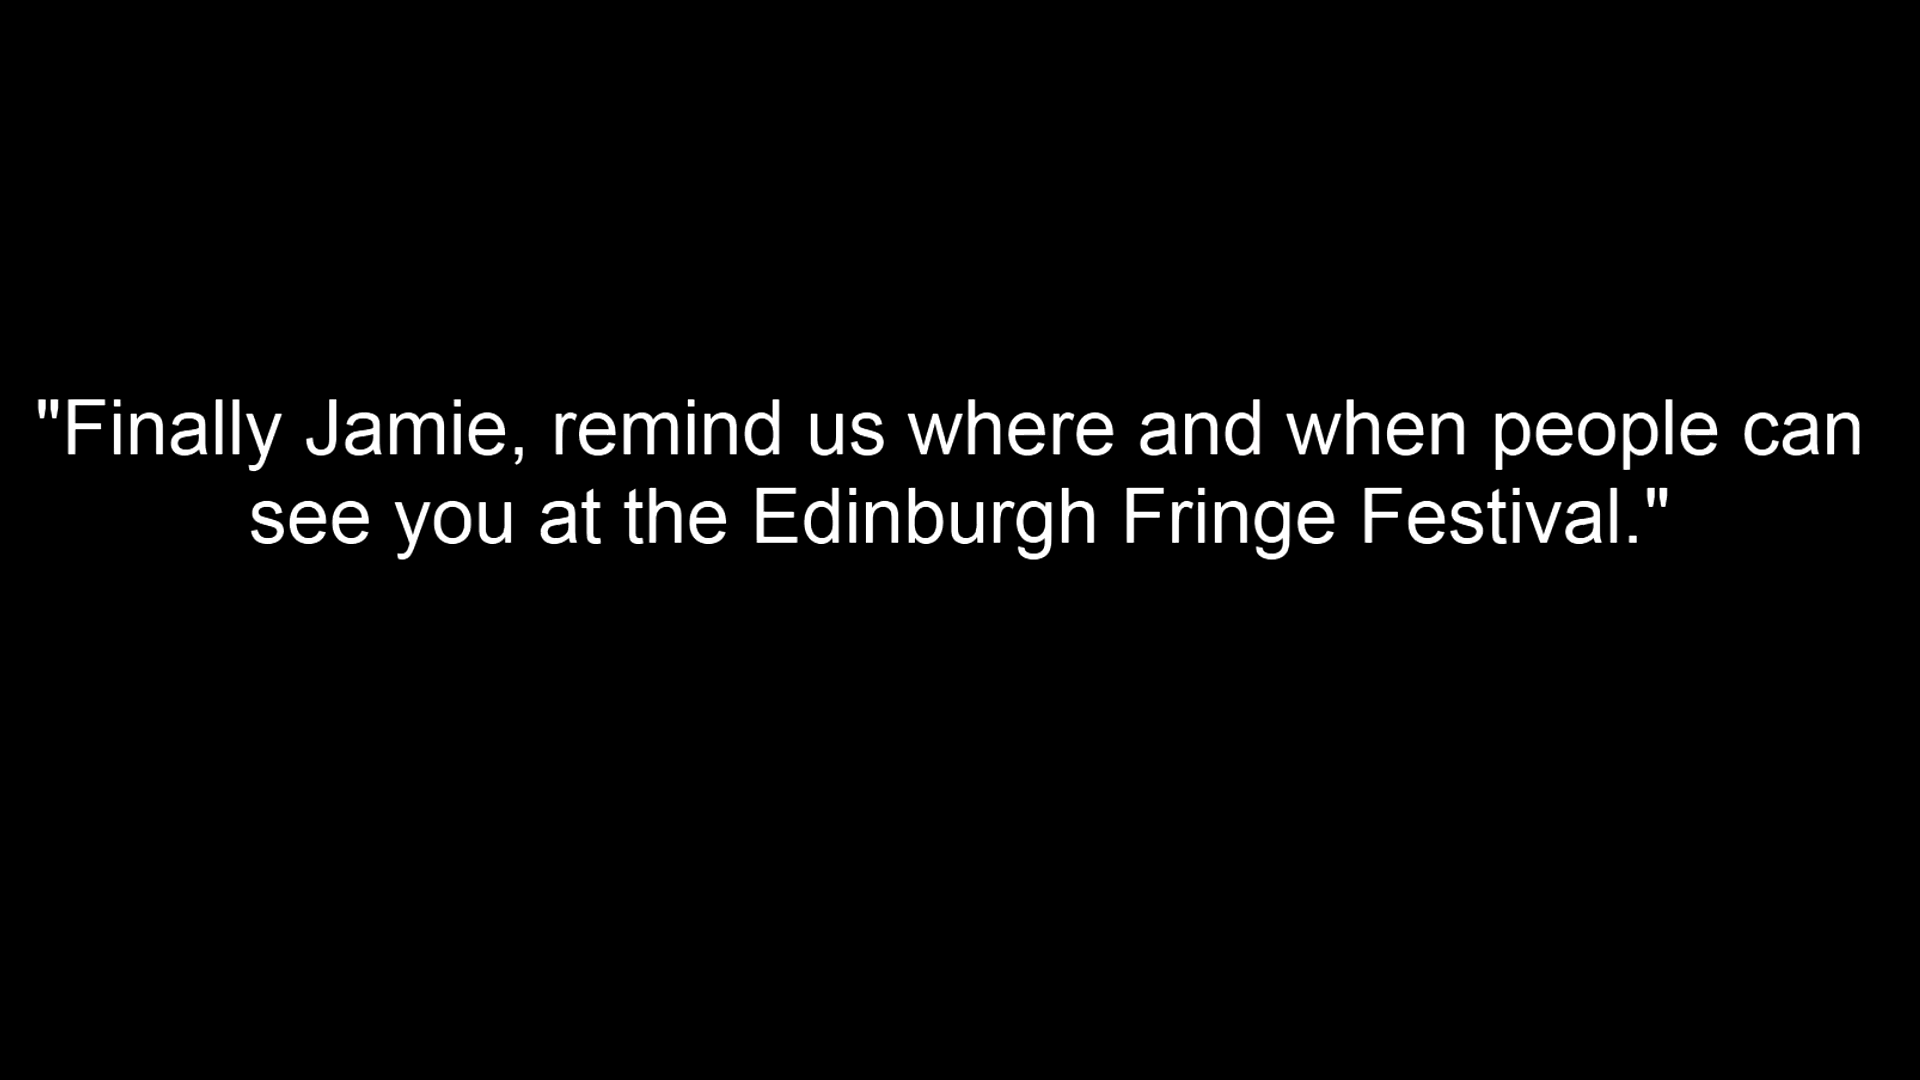 "Finally Jamie, remind us where and when people can
see you at the Edinburgh Fringe Festival."